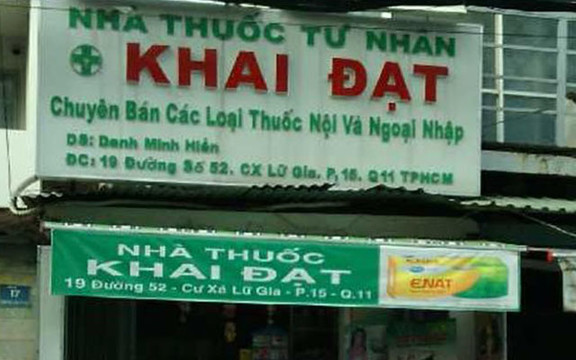 NHÀ THUỐC TƯ NHÂN
KHAI ĐẠT
Chuyên Bán Các Loại Thuốc Nội Và Ngoại Nhập
DS: Danh Minh Hiền
ĐC: 19 Đường Số 52. CX Lữ Gia. P, 15. Q11 TPHCM
NHÀ THUỐC
KHAI ĐẠT
19 Đường 52 - Cư Xá Lữ Gia - P.15 - Q.11
ENAT
17